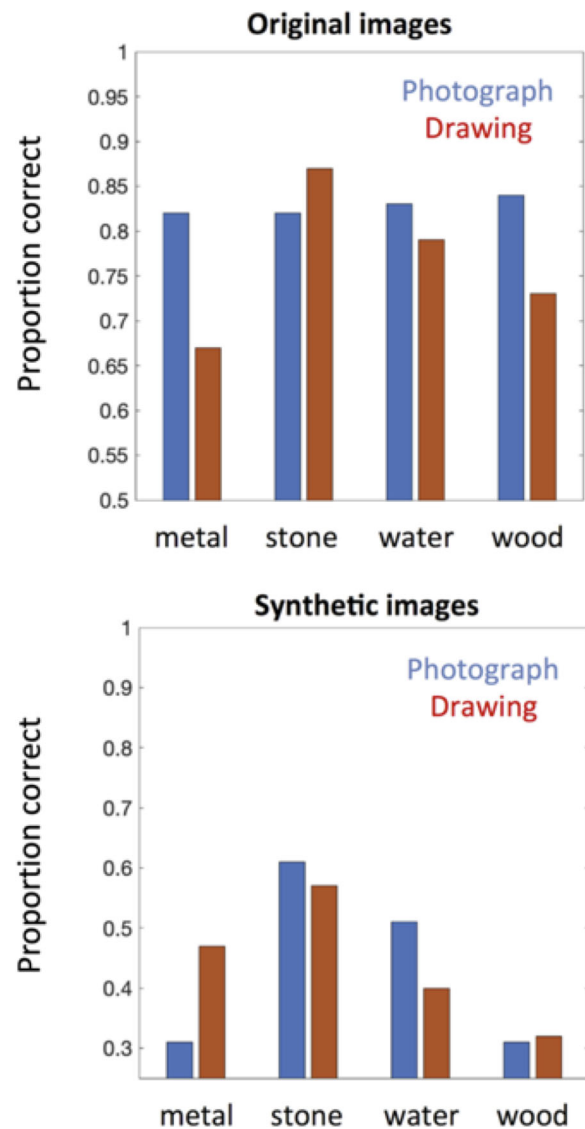 Original images
Photograph
Drawing
Proportion correct
1
0.95
0.9
0.85
0.8
0.75
0.7
0.65
0.6
0.55
0.5
metal stone water wood
Synthetic images
Photograph
Drawing
Proportion correct
1
0.9
0.8
0.7
0.6
0.5
0.4
0.3
metal stone water wood